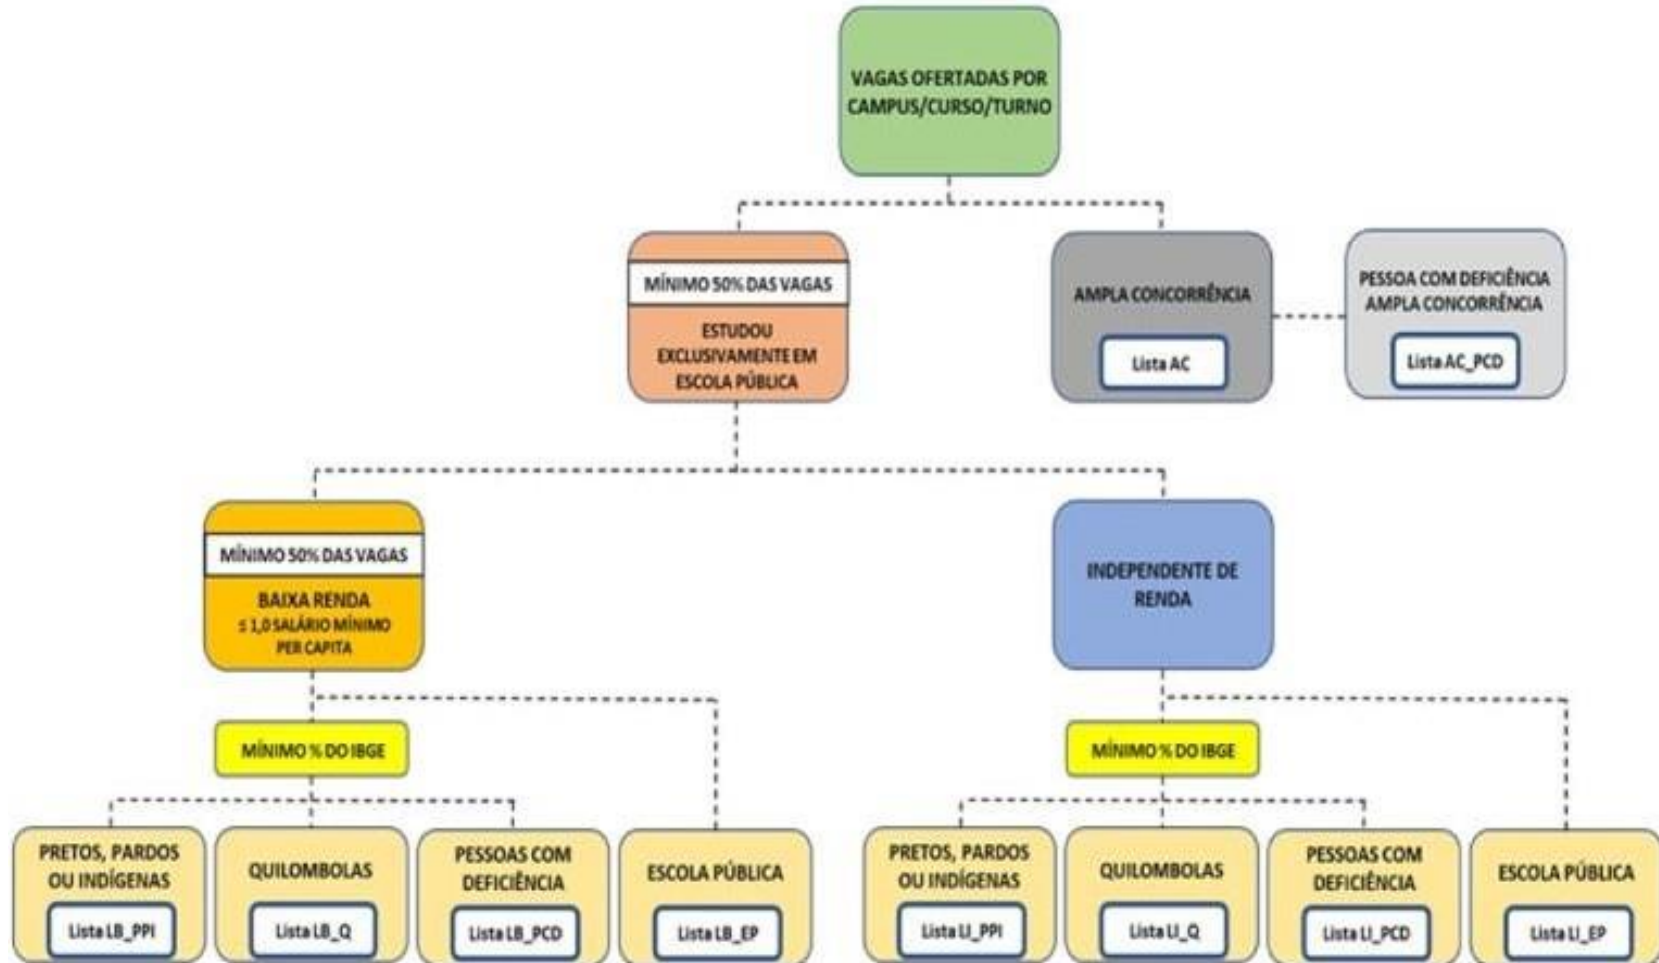 VAGAS OFERTADAS POR
CAMPUS/CURSO/TURNO
MÍNIMO 50% DAS VAGAS
ESTUDOU
EXCLUSIVAMENTE EM
ESCOLA PÚBLICA
AMPLA CONCORRÊNCIA
Lista AC
PESSOA COM DEFICIÊNCIA
AMPLA CONCORRÊNCIA
Lista AC_PCD
MÍNIMO 50% DAS VAGAS
BAIXA RENDA
≤ 1,0 SALÁRIO MÍNIMO
PER CAPITA
INDEPENDENTE DE
RENDA
MÍNIMO % DO IBGE
MÍNIMO % DO IBGE
PRETOS, PARDOS
OU INDÍGENAS
Lista LB_PPI
QUILOMBOLAS
Lista LB_Q
PESSOAS COM
DEFICIÊNCIA
Lista LB_PCD
ESCOLA PÚBLICA
Lista LB_EP
PRETOS, PARDOS
OU INDÍGENAS
Lista LI_PPI
QUILOMBOLAS
Lista LI_Q
PESSOAS COM
DEFICIÊNCIA
Lista LI_PCD
ESCOLA PÚBLICA
Lista LI_EP